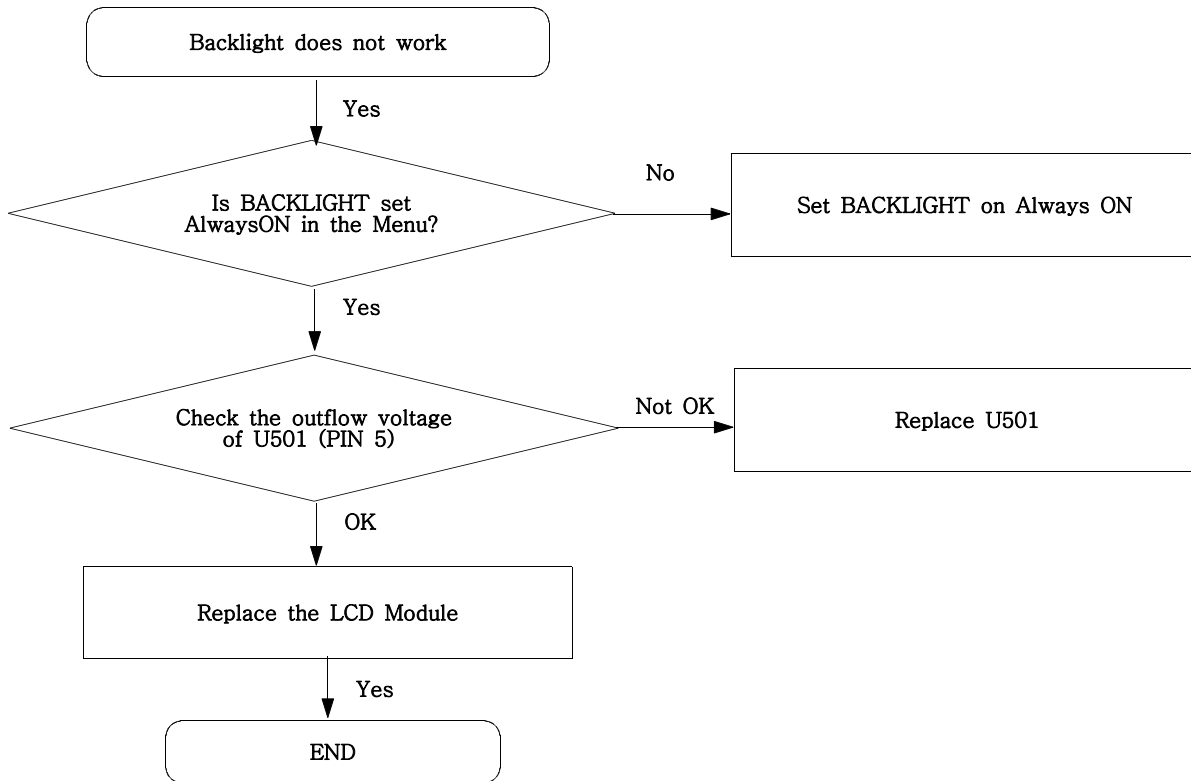 Backlight does not work
Yes
Is BACKLIGHT set
AlwaysON in the Menu?
No
Set BACKLIGHT on Always ON
Yes
Check the outflow voltage
of U501 (PIN 5)
Not OK
Replace U501
OK
Replace the LCD Module
Yes
END